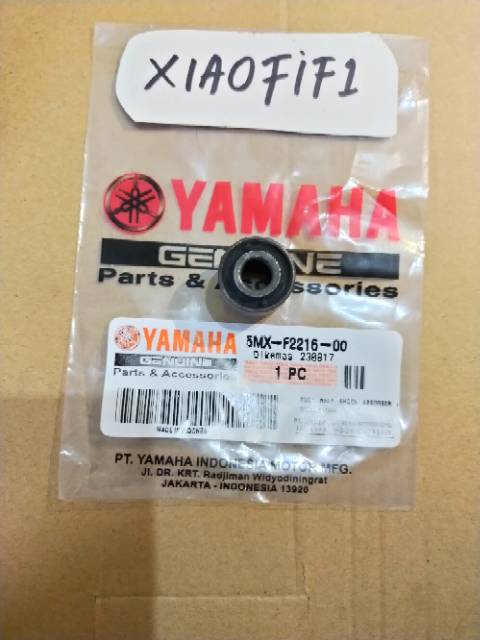 XIAOFiF1
YAMAHA
GENUINE
Parts & Accessories
YAMAHA
GENUINE
Parts & Accessories
5MX-F2216-00
Dikemas 230817
1 PC
MADE IN INDONESIA
PT. YAMAHA INDONESIA MOTOR MFG.
JL. DR. KRT. Radjiman Widyodiningrat
JAKARTA - INDONESIA 13920